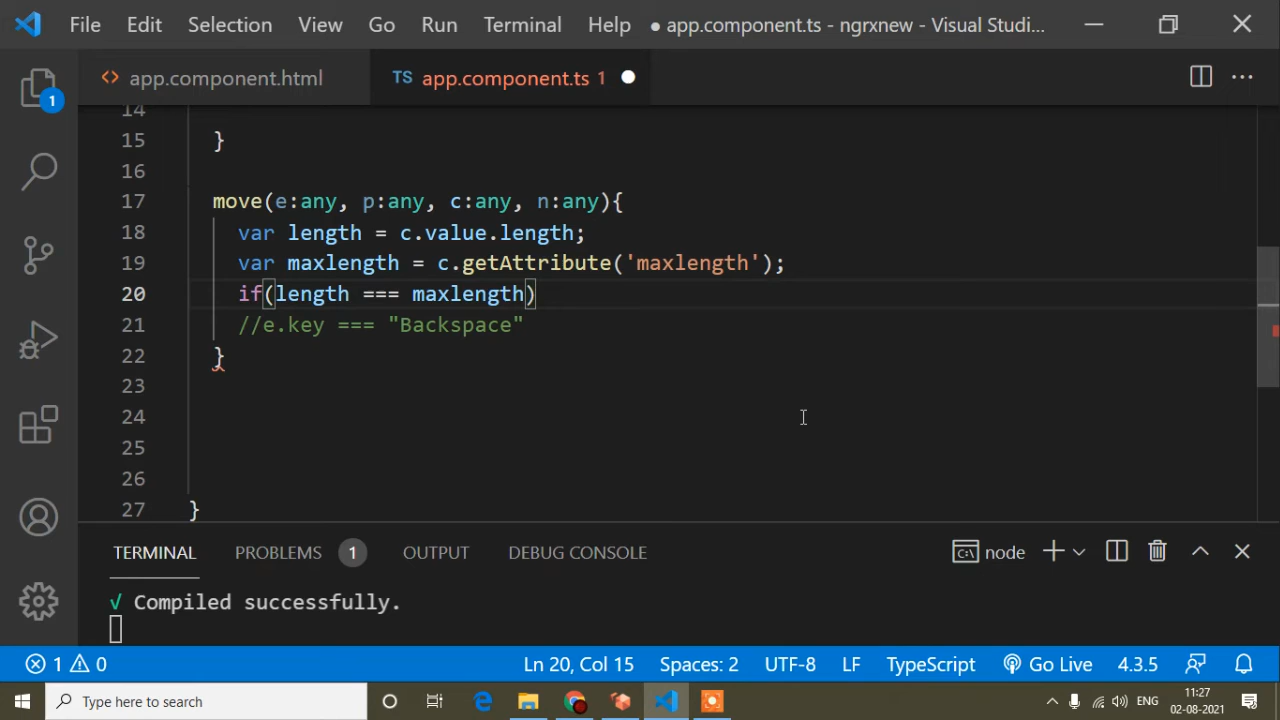 File Edit Selection View Go Run Terminal Help ● app.component.ts - ngrxnew - Visual Studi...
<> app.component.html TS app.component.ts 1
1
14
15 }
16
17 move(e:any, p:any, c:any, n:any){
18 var length = c.value.length;
19 var maxlength = c.getAttribute('maxlength');
20 if(length === maxlength)
21 //e.key === "Backspace"
22 }
23
24
25
26
27 }
TERMINAL PROBLEMS 1 OUTPUT DEBUG CONSOLE node
√ Compiled successfully.
1 0 Ln 20, Col 15 Spaces: 2 UTF-8 LF TypeScript Go Live 4.3.5
Type here to search ENG 11:27
02-08-2021